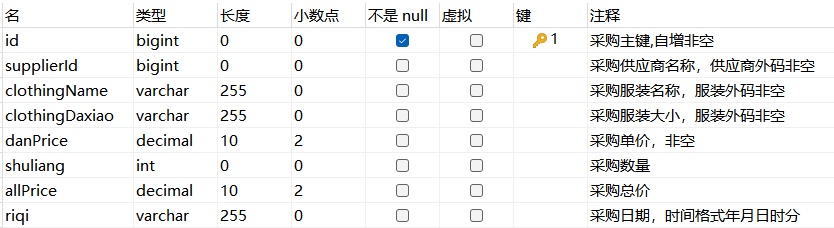 名 类型 长度 小数点 不是 null 虚拟 键 注释
id bigint 0 0 1 采购主键,自增非空
supplierId bigint 0 0 采购供应商名称，供应商外码非空
clothingName varchar 255 0 采购服装名称，服装外码非空
clothingDaxiao varchar 255 0 采购服装大小，服装外码非空
danPrice decimal 10 2 采购单价，非空
shuliang int 0 0 采购数量
allPrice decimal 10 2 采购总价
riqi varchar 255 0 采购日期，时间格式年月日时分